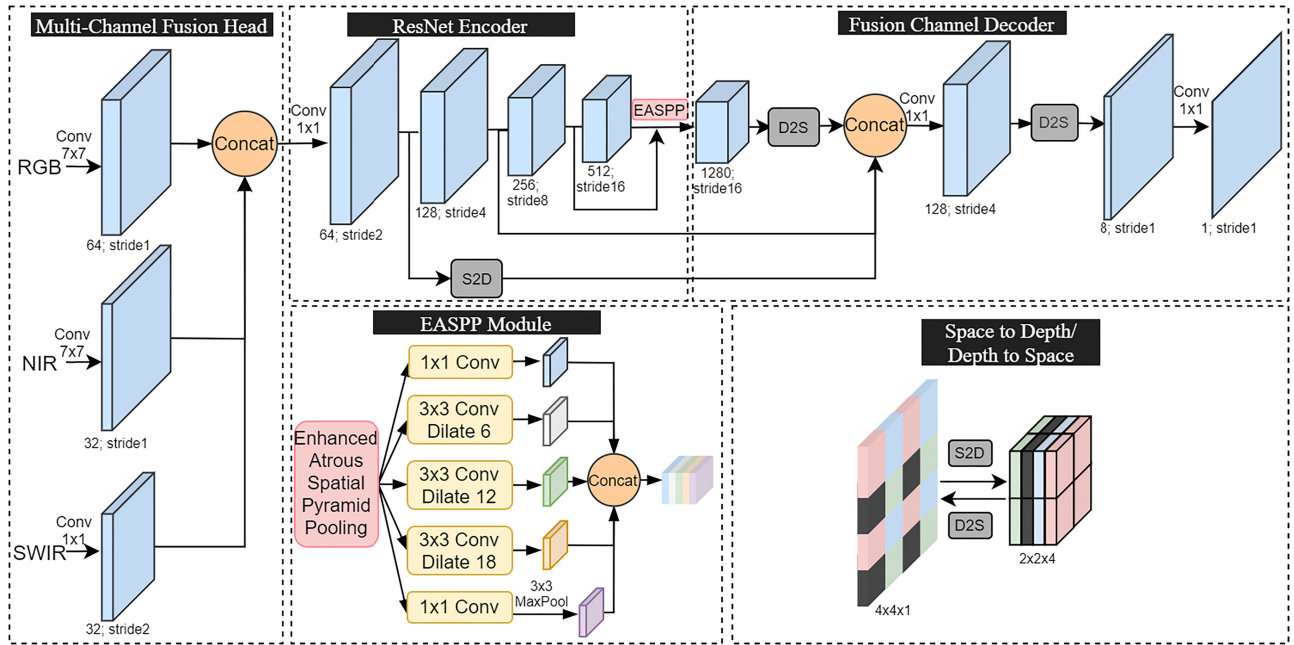 Multi-Channel Fusion Head
RGB
Conv
7x7
64; stride1
Concat
NIR
Conv
7x7
32; stride1
SWIR
Conv
1x1
32; stride2
ResNet Encoder
Conv
1x1
64; stride2
128; stride4
256;
stride8
512;
stride16
EASPP
S2D
Fusion Channel Decoder
1280;
stride16
D2S
Concat
Conv
1x1
128; stride4
D2S
8; stride1
Conv
1x1
1; stride1
EASPP Module
Enhanced
Atrous
Spatial
Pyramid
Pooling
1x1 Conv
3x3 Conv
Dilate 6
3x3 Conv
Dilate 12
3x3 Conv
Dilate 18
1x1 Conv
3x3
MaxPool
Concat
Space to Depth/
Depth to Space
S2D
D2S
4x4x1
2x2x4